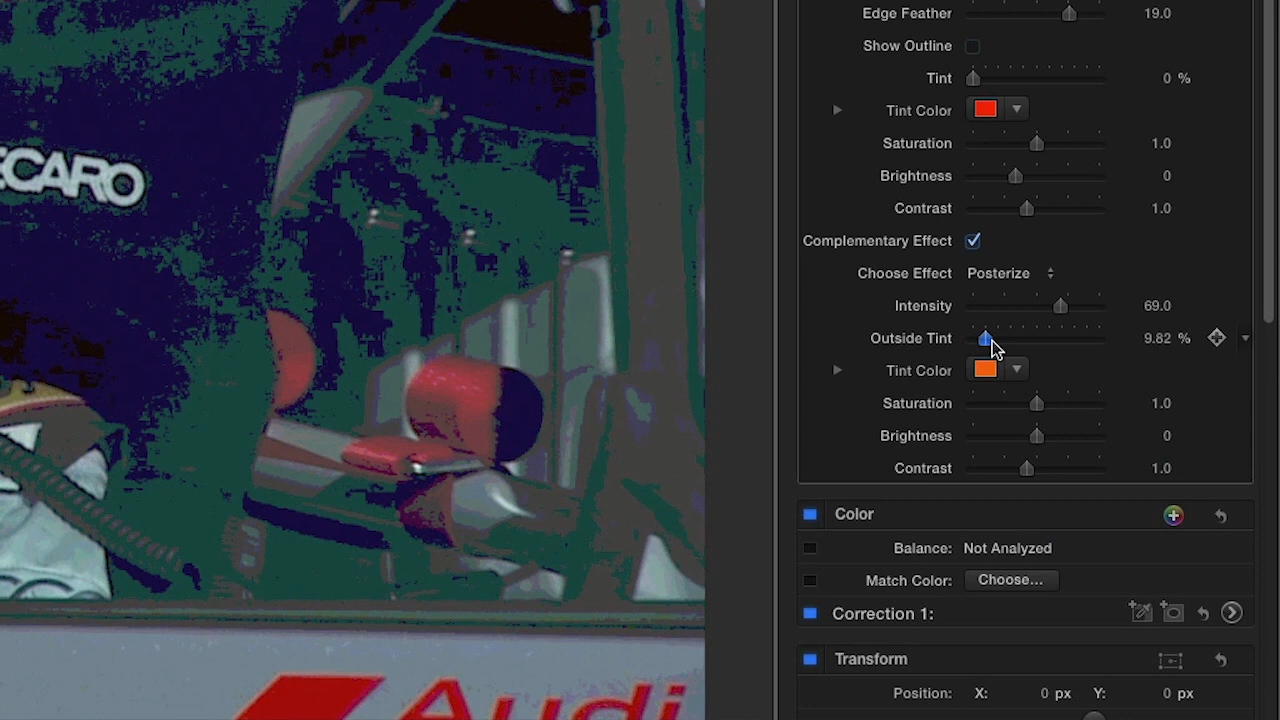 Edge Feather 19.0
Show Outline
Tint 0 %
Tint Color
Saturation 1.0
ECARO
Brightness 0
Contrast 1.0
Complementary Effect
Choose Effect Posterize
Intensity 69.0
Outside Tint 9.82 %
Tint Color
Saturation 1.0
Brightness 0
Contrast 1.0
Color
Balance: Not Analyzed
Match Color: Choose...
Correction 1:
Transform
Position: X: 0 px Y: 0 px
Audi